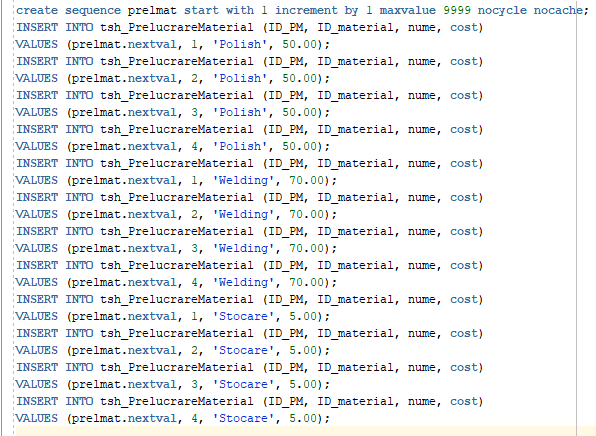 create sequence prelmat start with 1 increment by 1 maxvalue 9999 nocycle nocache;
INSERT INTO tsh_PrelucrareMaterial (ID_PM, ID_material, nume, cost)
VALUES (prelmat.nextval, 1, 'Polish', 50.00);
INSERT INTO tsh_PrelucrareMaterial (ID_PM, ID_material, nume, cost)
VALUES (prelmat.nextval, 2, 'Polish', 50.00);
INSERT INTO tsh_PrelucrareMaterial (ID_PM, ID_material, nume, cost)
VALUES (prelmat.nextval, 3, 'Polish', 50.00);
INSERT INTO tsh_PrelucrareMaterial (ID_PM, ID_material, nume, cost)
VALUES (prelmat.nextval, 4, 'Polish', 50.00);
INSERT INTO tsh_PrelucrareMaterial (ID_PM, ID_material, nume, cost)
VALUES (prelmat.nextval, 1, 'Welding', 70.00);
INSERT INTO tsh_PrelucrareMaterial (ID_PM, ID_material, nume, cost)
VALUES (prelmat.nextval, 2, 'Welding', 70.00);
INSERT INTO tsh_PrelucrareMaterial (ID_PM, ID_material, nume, cost)
VALUES (prelmat.nextval, 3, 'Welding', 70.00);
INSERT INTO tsh_PrelucrareMaterial (ID_PM, ID_material, nume, cost)
VALUES (prelmat.nextval, 4, 'Welding', 70.00);
INSERT INTO tsh_PrelucrareMaterial (ID_PM, ID_material, nume, cost)
VALUES (prelmat.nextval, 1, 'Stocare', 5.00);
INSERT INTO tsh_PrelucrareMaterial (ID_PM, ID_material, nume, cost)
VALUES (prelmat.nextval, 2, 'Stocare', 5.00);
INSERT INTO tsh_PrelucrareMaterial (ID_PM, ID_material, nume, cost)
VALUES (prelmat.nextval, 3, 'Stocare', 5.00);
INSERT INTO tsh_PrelucrareMaterial (ID_PM, ID_material, nume, cost)
VALUES (prelmat.nextval, 4, 'Stocare', 5.00);